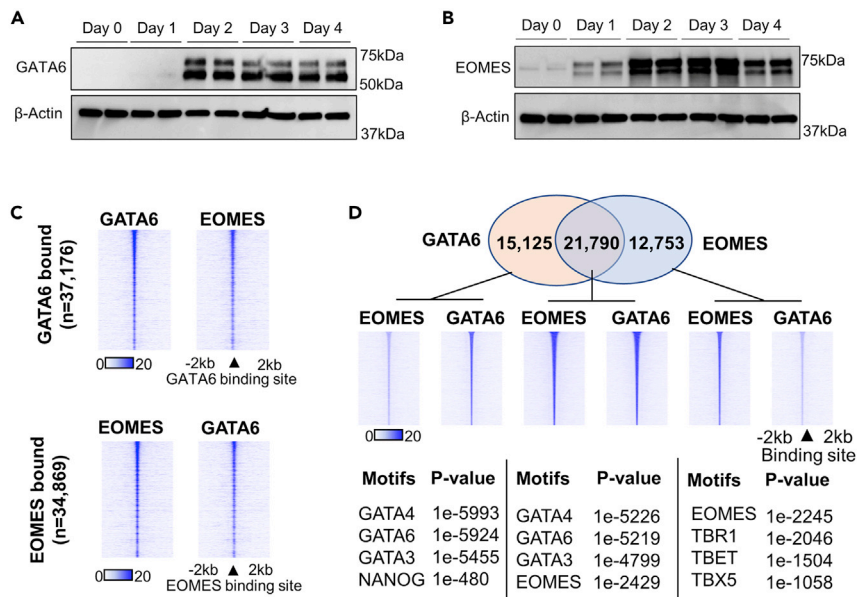 A
Day 0 Day 1 Day 2 Day 3 Day 4
GATA6
75kDa
50kDa
β-Actin
37kDa
B
Day 0 Day 1 Day 2 Day 3 Day 4
EOMES
75kDa
β-Actin
37kDa
C
GATA6 EOMES
GATA6 bound
(n=37,176)
0 20
-2kb ▲ 2kb
GATA6 binding site
EOMES GATA6
EOMES bound
(n=34,869)
0 20
-2kb ▲ 2kb
EOMES binding site
D
GATA6 15,125 21,790 12,753 EOMES
EOMES GATA6 EOMES GATA6 EOMES GATA6
0 20
-2kb ▲ 2kb
Binding site
Motifs P-value
GATA4 1e-5993
GATA6 1e-5924
GATA3 1e-5455
NANOG 1e-480
Motifs P-value
GATA4 1e-5226
GATA6 1e-5219
GATA3 1e-4799
EOMES 1e-2429
Motifs P-value
EOMES 1e-2245
TBR1 1e-2046
TBET 1e-1504
TBX5 1e-1058